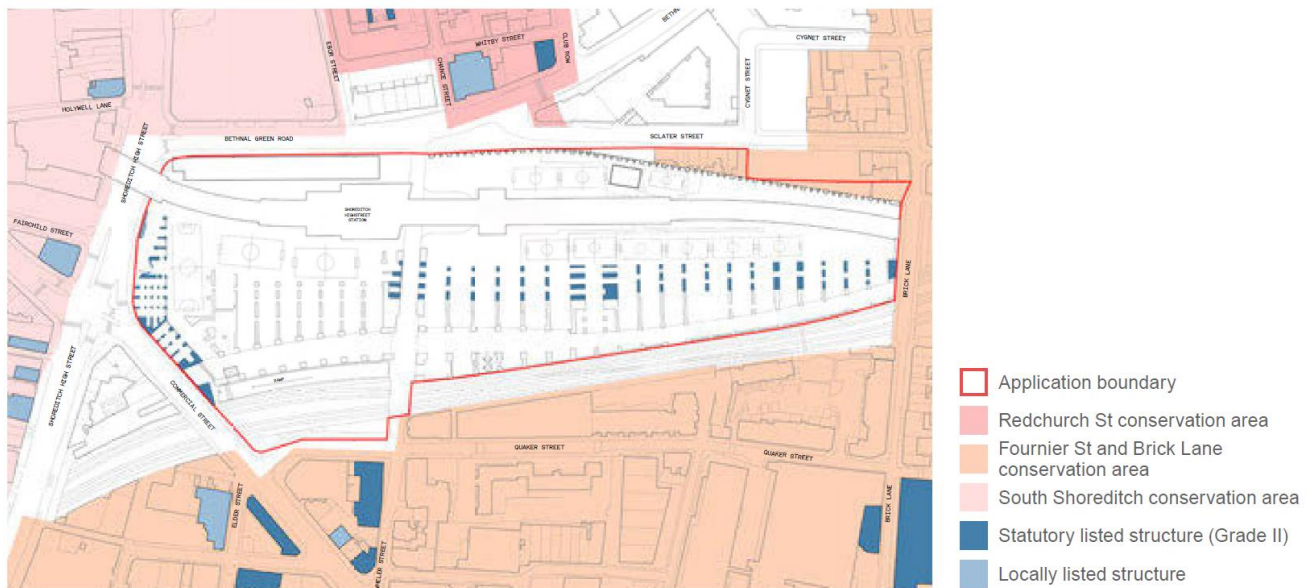 WHITBY STREET
CLUB ROW
CYGNET STREET
EBOR STREET
CHANCE STREET
CYGNET STREET
HOLYWELL LANE
SHOREDITCH HIGH STREET
BETHNAL GREEN ROAD
SCLATER STREET
SHOREDITCH
HIGHSTREET
STATION
FAIRCHILD STREET
BRICK LANE
SHOREDITCH HIGH STREET
COMMERCIAL STREET
RAMP
QUAKER STREET
QUAKER STREET
ELDER STREET
BRICK LANE
Application boundary
Redchurch St conservation area
Fournier St and Brick Lane
conservation area
South Shoreditch conservation area
Statutory listed structure (Grade II)
Locally listed structure